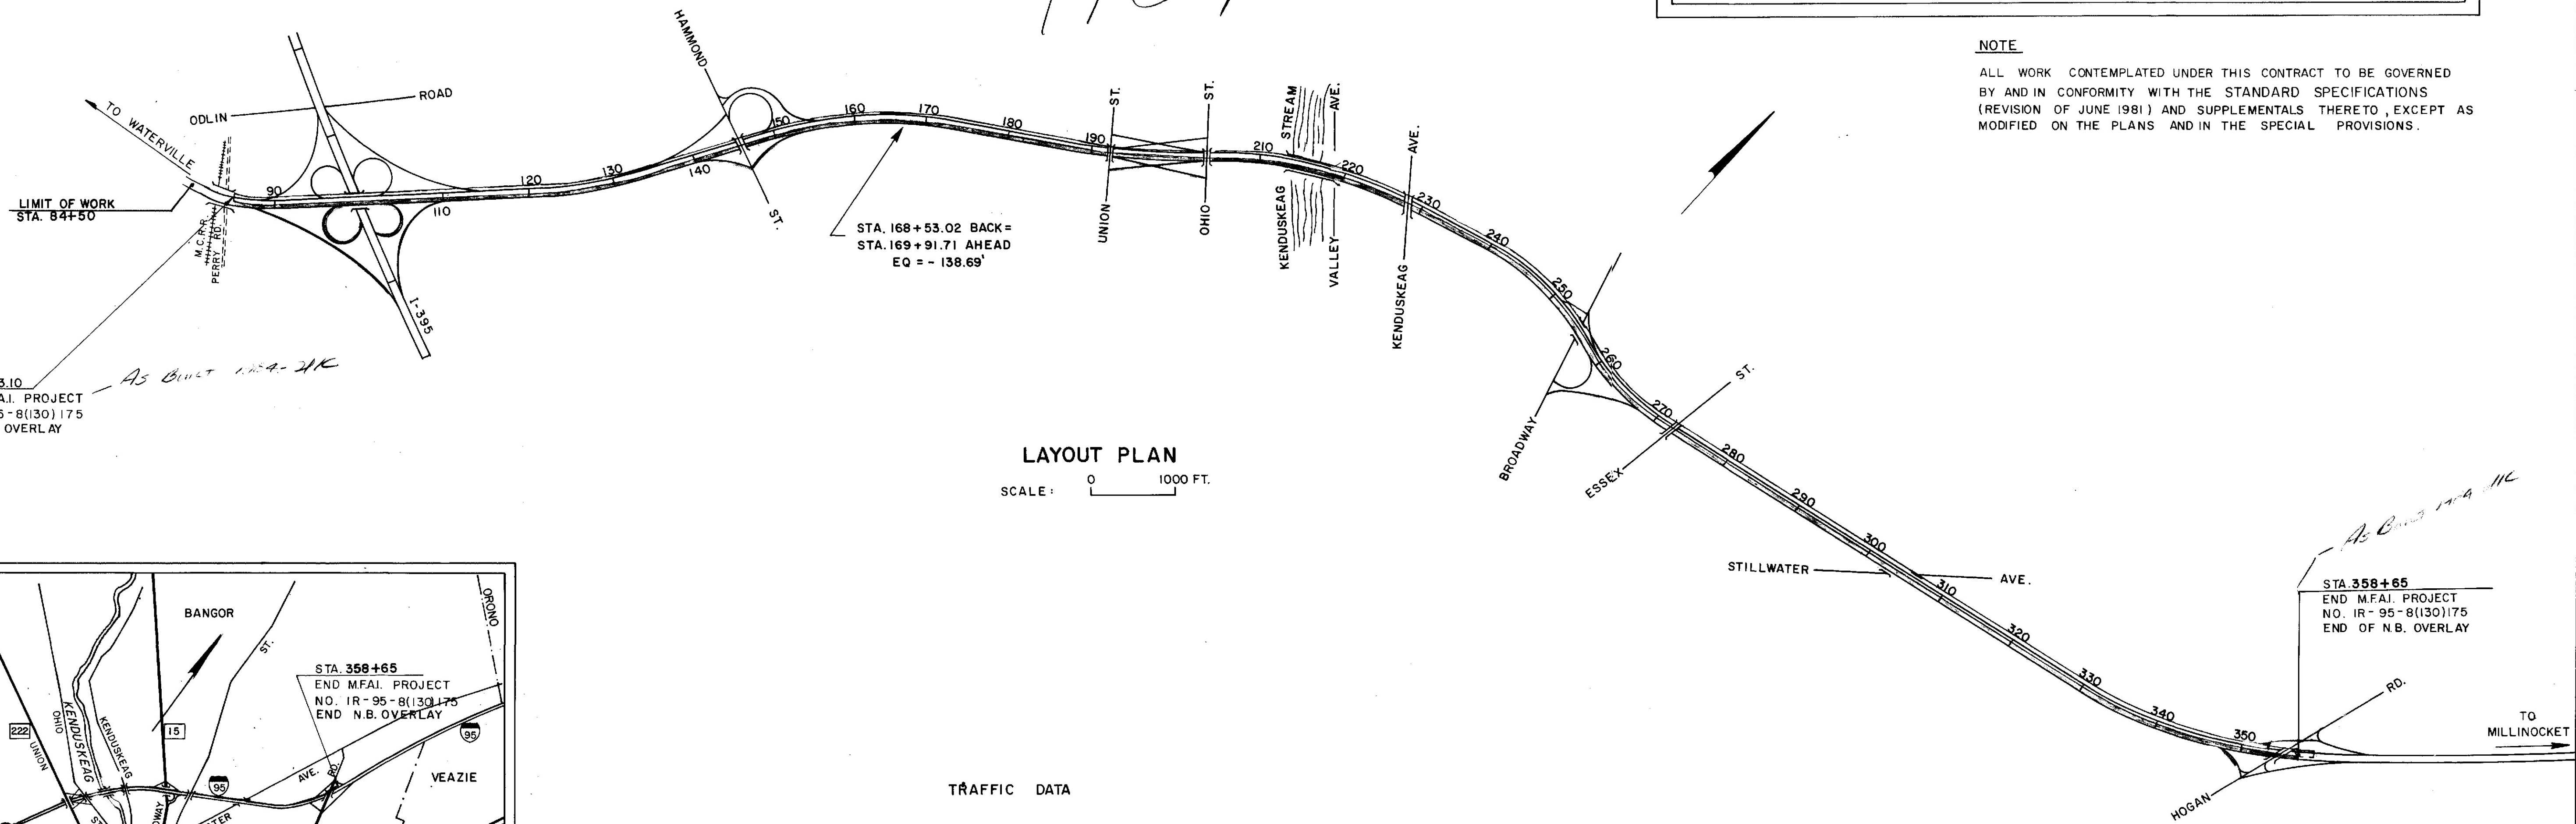 NOTE
ALL WORK CONTEMPLATED UNDER THIS CONTRACT TO BE GOVERNED
BY AND IN CONFORMITY WITH THE STANDARD SPECIFICATIONS
(REVISION OF JUNE 1981) AND SUPPLEMENTALS THERETO, EXCEPT AS
MODIFIED ON THE PLANS AND IN THE SPECIAL PROVISIONS.
TO WATERVILLE
ODLIN ROAD
LIMIT OF WORK
STA. 84+50
M.C.R.R.
PERRY RD.
I-395
HAMMOND ST.
STA. 168+53.02 BACK=
STA. 169+91.71 AHEAD
EQ = - 138.69'
UNION ST.
OHIO ST.
KENDUSKEAG STREAM
VALLEY AVE.
KENDUSKEAG AVE.
BROADWAY
ESSEX ST.
STILLWATER AVE.
HOGAN RD.
TO
MILLINOCKET
90
110
120
130
140
150
160
170
180
190
210
220
230
240
250
260
270
280
290
300
310
320
330
340
350
3.10
A.I. PROJECT
-8(130)175
OVERLAY
As Built
LAYOUT PLAN
SCALE: 0 1000 FT.
As Built
STA. 358+65
END M.F.A.I. PROJECT
NO. IR-95-8(130)175
END OF N.B. OVERLAY
BANGOR
ORONO
ST.
STA. 358+65
END M.F.A.I. PROJECT
NO. IR-95-8(130)175
END N.B. OVERLAY
222
UNION
OHIO
KENDUSKEAG
KENDUSKEAG
15
95
AVE.
RD.
95
VEAZIE
TRAFFIC DATA